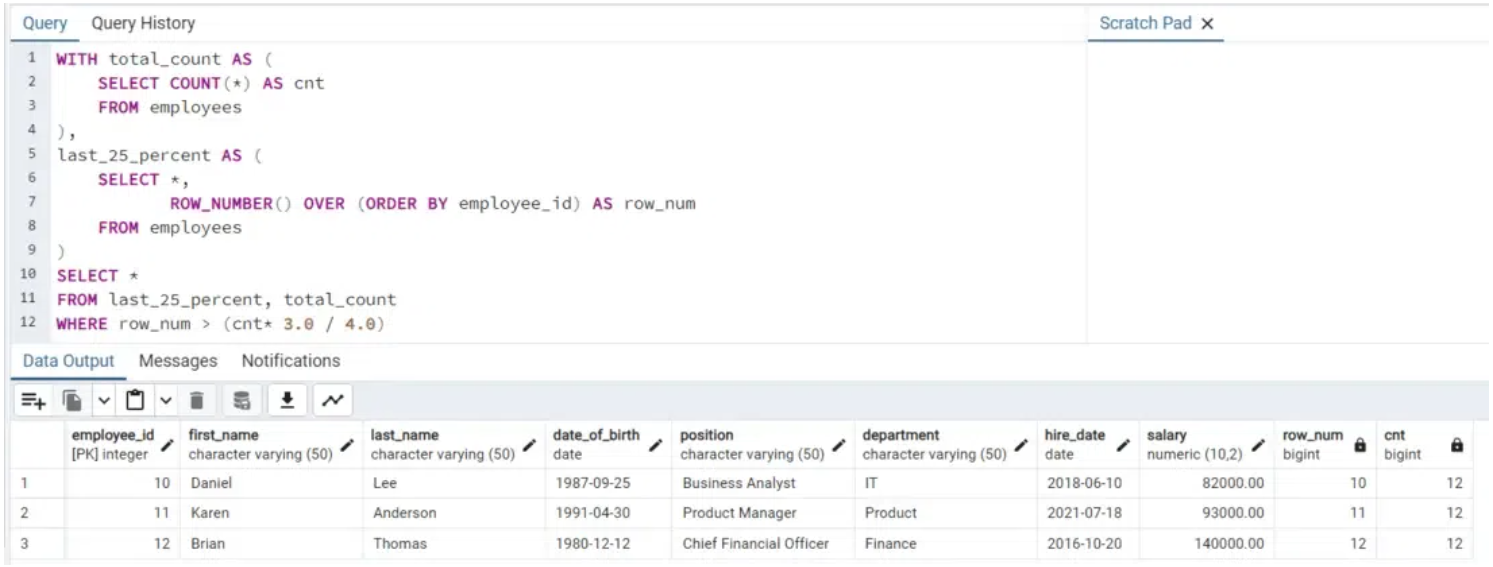 Query Query History Scratch Pad ×
1 WITH total_count AS (
2 SELECT COUNT(*) AS cnt
3 FROM employees
4 ),
5 last_25_percent AS (
6 SELECT *,
7 ROW_NUMBER() OVER (ORDER BY employee_id) AS row_num
8 FROM employees
9 )
10 SELECT *
11 FROM last_25_percent, total_count
12 WHERE row_num > (cnt* 3.0 / 4.0)
Data Output Messages Notifications
employee_id first_name last_name date_of_birth position department hire_date salary row_num cnt
[PK] integer character varying (50) character varying (50) date character varying (50) character varying (50) date numeric (10,2) bigint bigint
1 10 Daniel Lee 1987-09-25 Business Analyst IT 2018-06-10 82000.00 10 12
2 11 Karen Anderson 1991-04-30 Product Manager Product 2021-07-18 93000.00 11 12
3 12 Brian Thomas 1980-12-12 Chief Financial Officer Finance 2016-10-20 140000.00 12 12